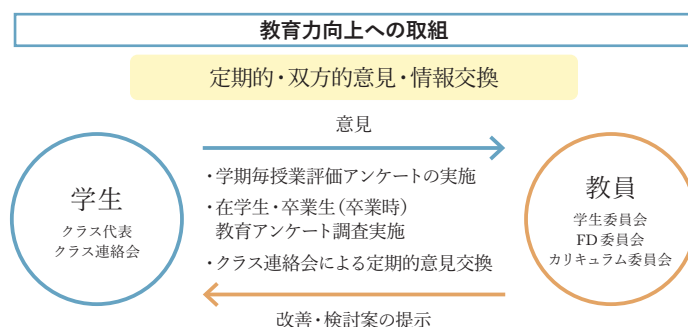 教育力向上への取組
定期的・双方的意見・情報交換
意見
学生
クラス代表
クラス連絡会
・学期毎授業評価アンケートの実施
・在学生・卒業生(卒業時)
教育アンケート調査実施
・クラス連絡会による定期的意見交換
教員
学生委員会
FD委員会
カリキュラム委員会
改善・検討案の提示